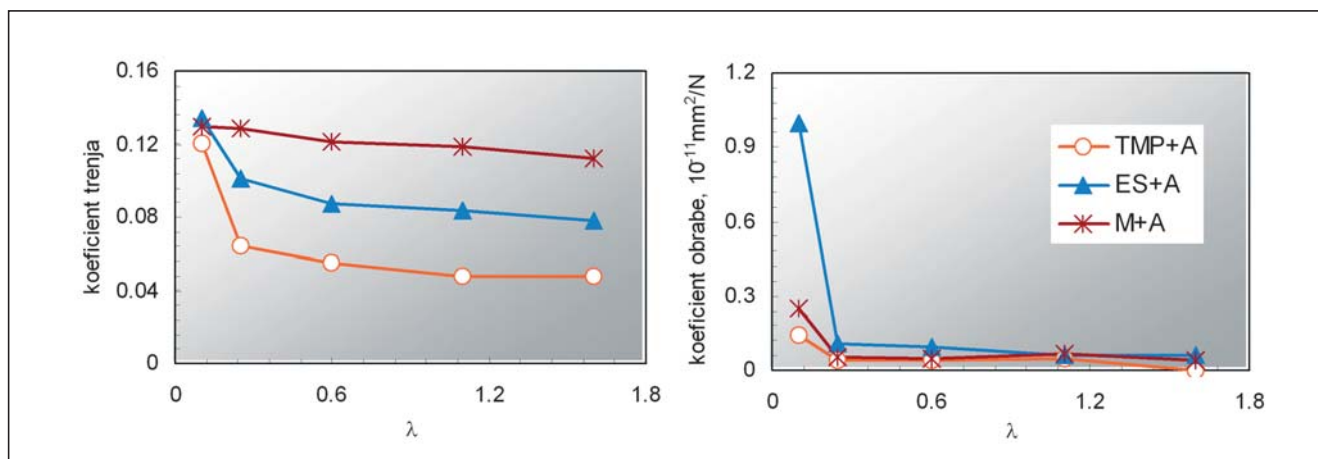 koeficient trenja
0.16
0.12
0.08
0.04
0
0
0.6
1.2
1.8
λ
koeficient obrabe, 10⁻¹¹mm²/N
1.2
0.9
0.6
0.3
0
0
0.6
1.2
1.8
λ
TMP+A
ES+A
M+A